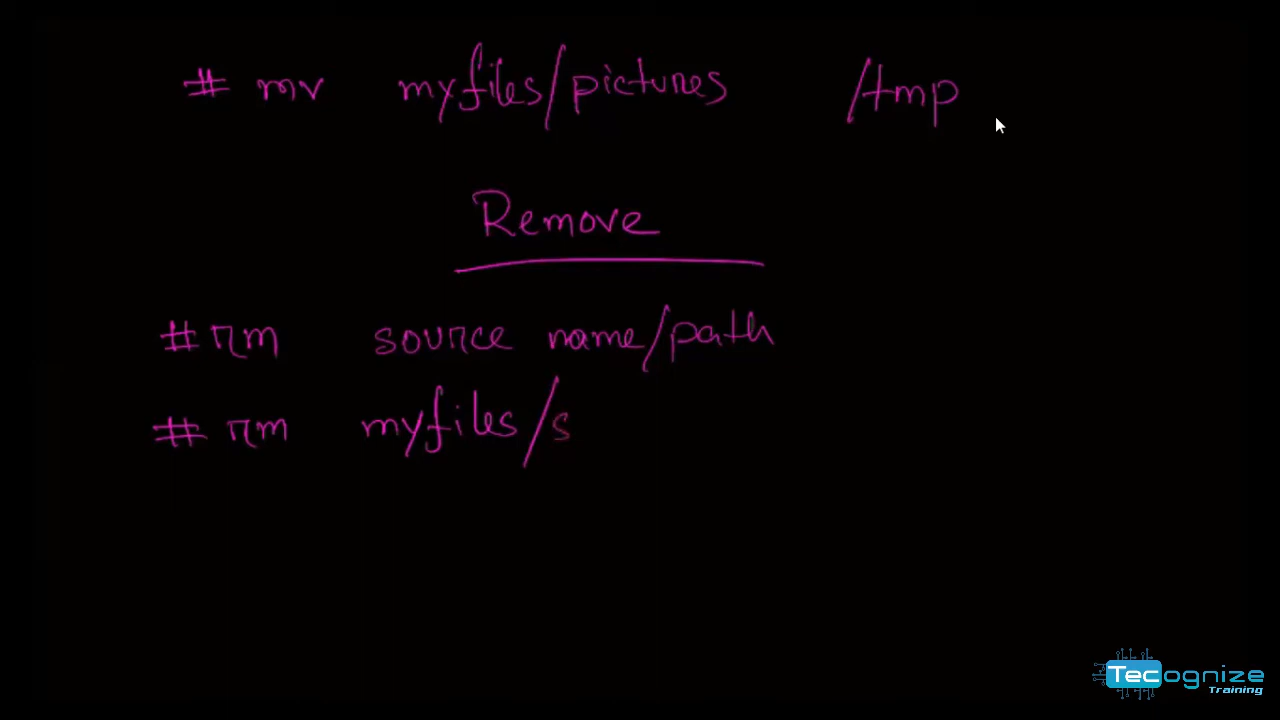 # mv myfiles/pictures /tmp
Remove
# rm source name/path
# rm myfiles/s
Tecognize
Training